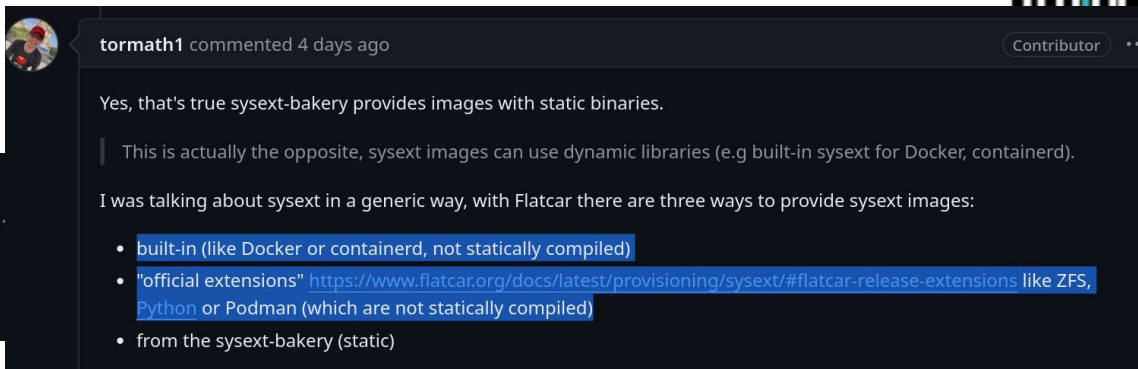 tormath1 commented 4 days ago
Contributor
Yes, that's true sysext-bakery provides images with static binaries.
This is actually the opposite, sysext images can use dynamic libraries (e.g built-in sysext for Docker, containerd).
I was talking about sysext in a generic way, with Flatcar there are three ways to provide sysext images:
• built-in (like Docker or containerd, not statically compiled)
• "official extensions" https://www.flatcar.org/docs/latest/provisioning/sysext/#flatcar-release-extensions like ZFS,
Python or Podman (which are not statically compiled)
• from the sysext-bakery (static)